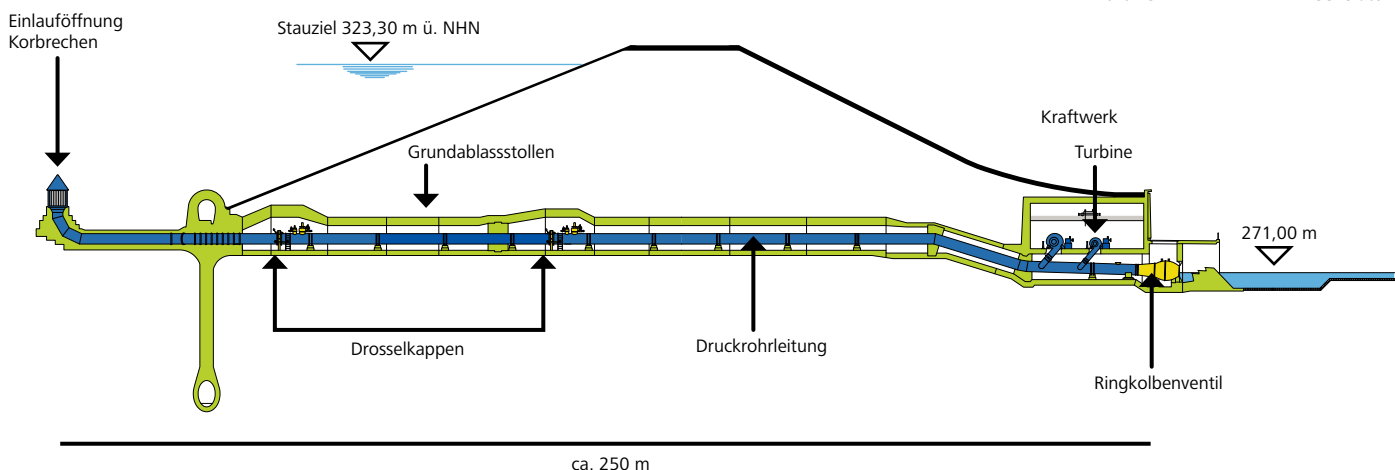 Einlauföffnung
Korbrechen
Stauziel 323,30 m ü. NHN
Kraftwerk
Grundablassstollen
Turbine
271,00 m
Drosselkappen
Druckrohrleitung
Ringkolbenventil
ca. 250 m